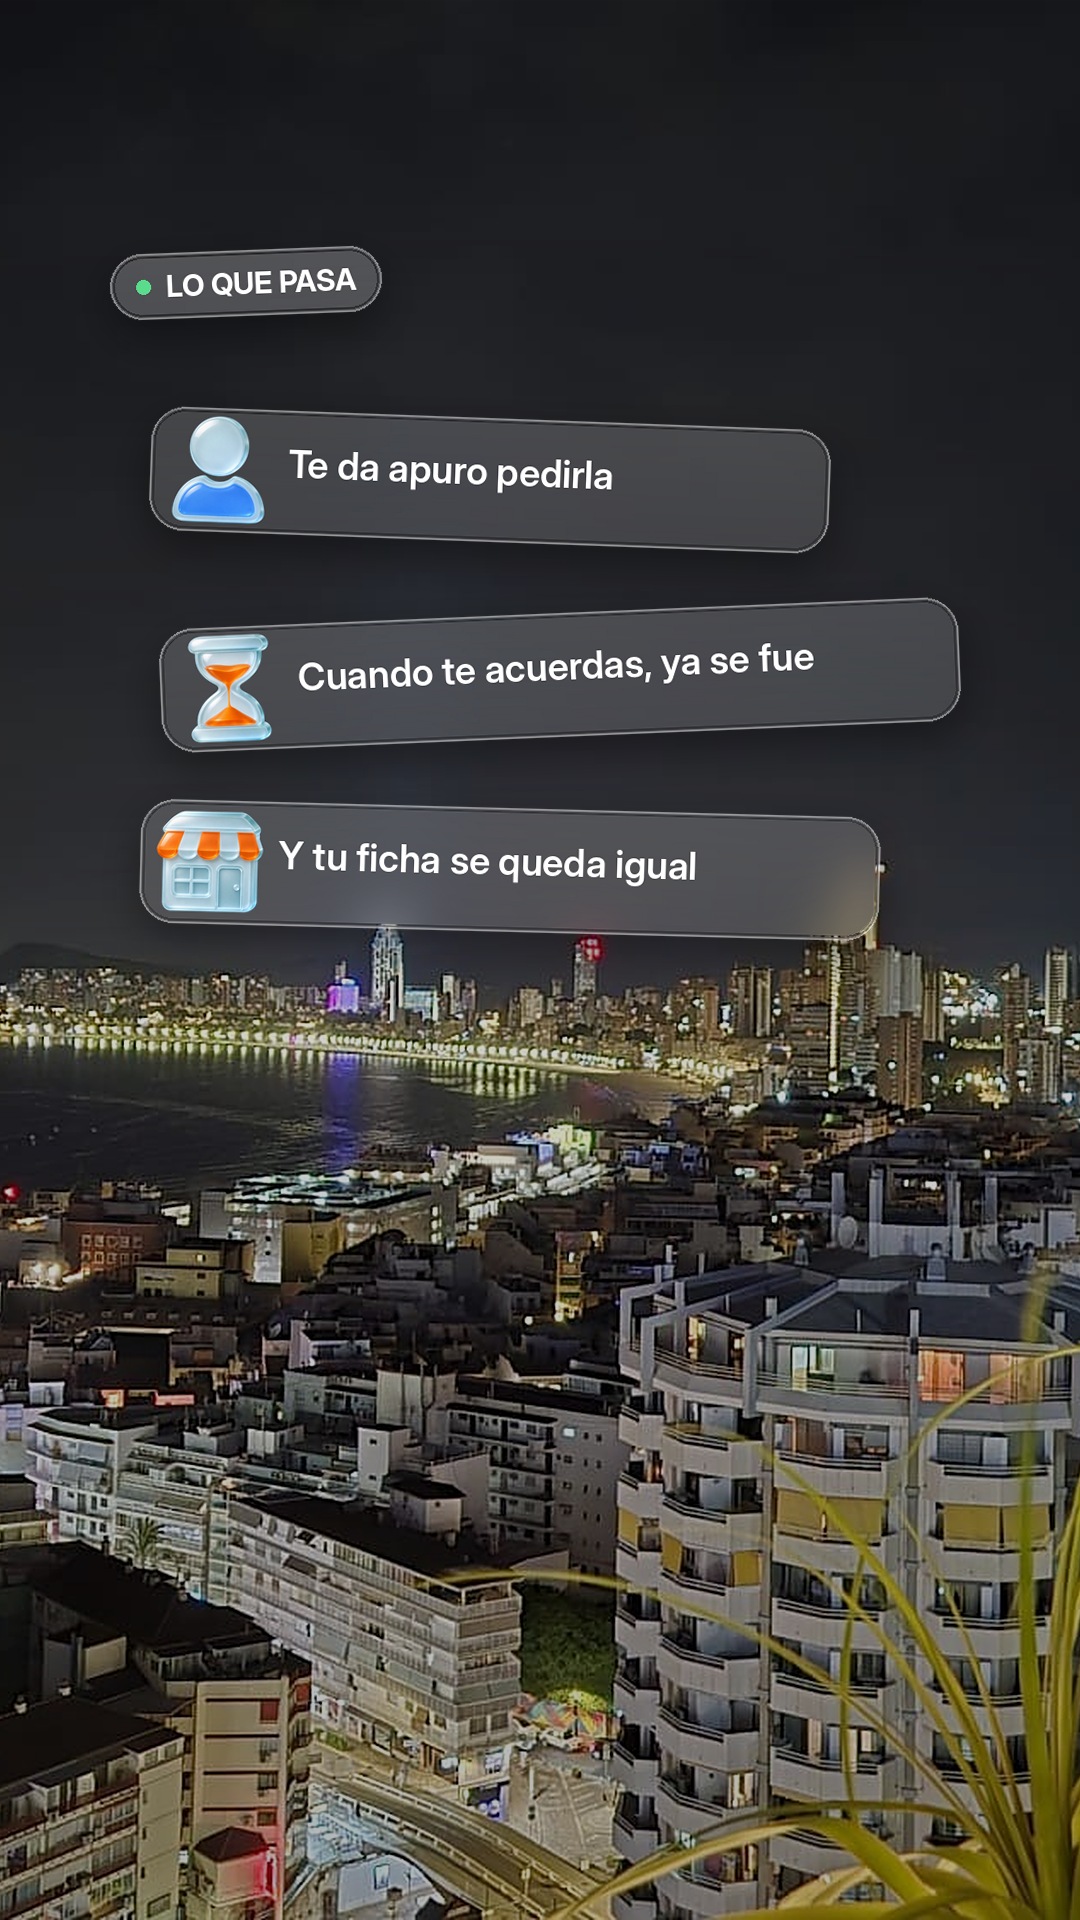 LO QUE PASA
Te da apuro pedirla
Cuando te acuerdas, ya se fue
Y tu ficha se queda igual